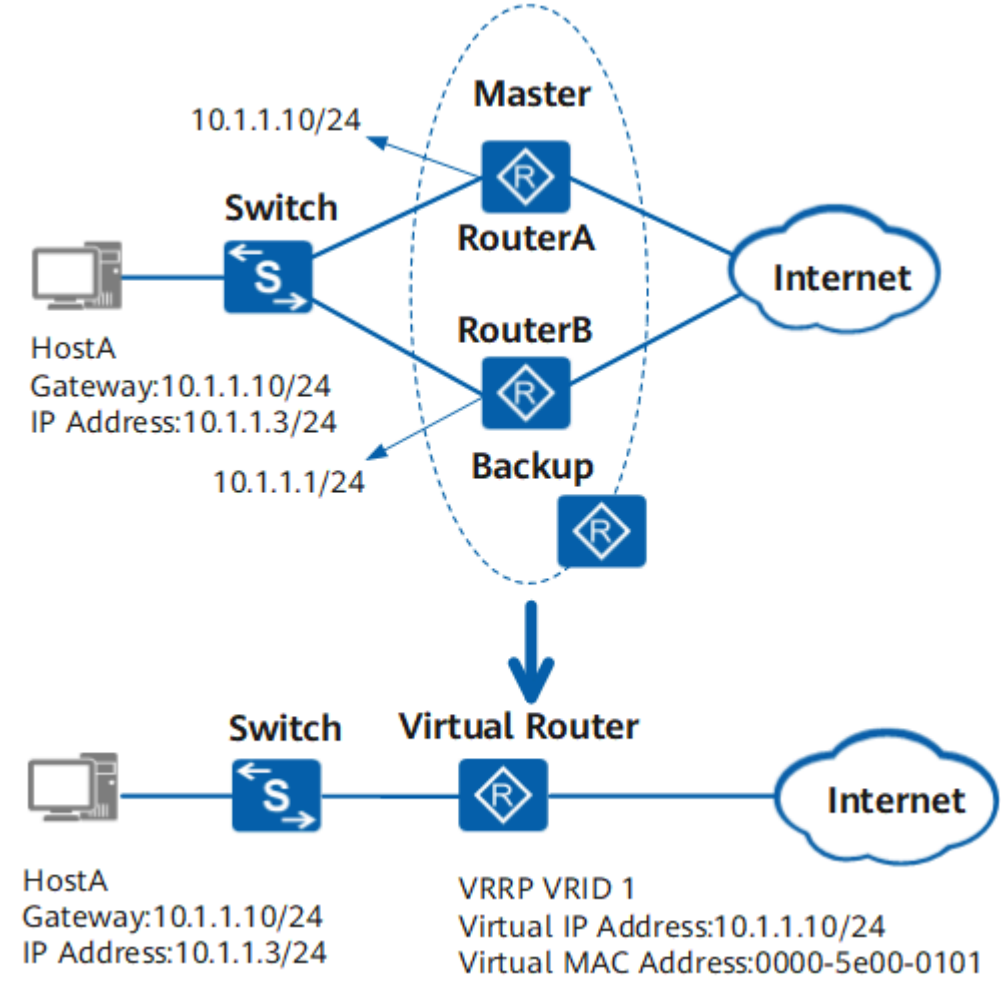 Master
10.1.1.10/24
R
Switch
RouterA
S
Internet
RouterB
HostA
Gateway:10.1.1.10/24
IP Address:10.1.1.3/24
R
Backup
10.1.1.1/24
R
Switch
Virtual Router
S
R
Internet
HostA
Gateway:10.1.1.10/24
IP Address:10.1.1.3/24
VRRP VRID 1
Virtual IP Address:10.1.1.10/24
Virtual MAC Address:0000-5e00-0101